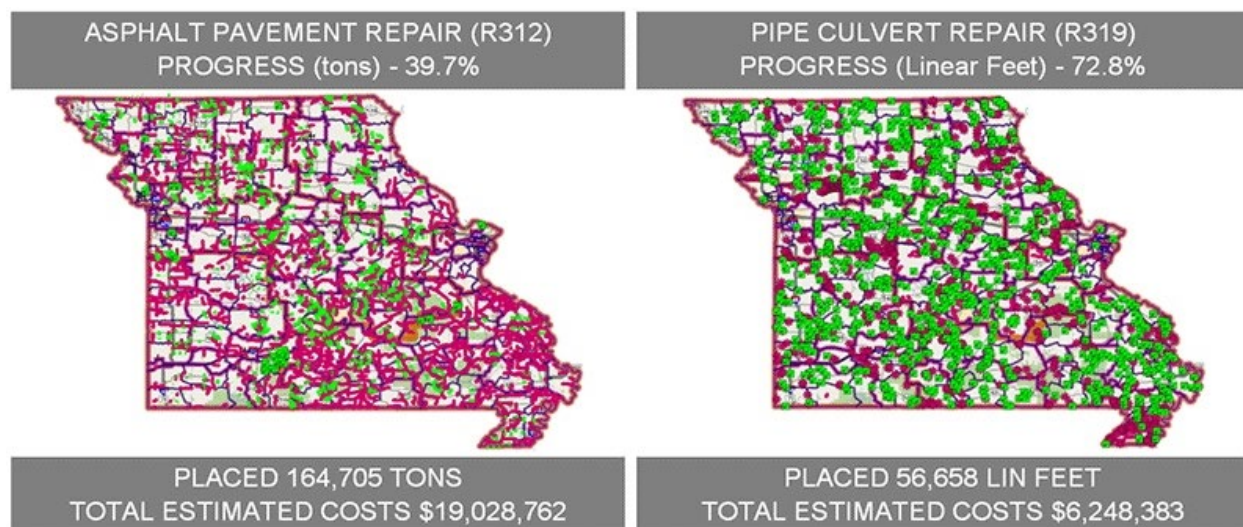 ASPHALT PAVEMENT REPAIR (R312)
PROGRESS (tons) - 39.7%
PLACED 164,705 TONS
TOTAL ESTIMATED COSTS $19,028,762
PIPE CULVERT REPAIR (R319)
PROGRESS (Linear Feet) - 72.8%
PLACED 56,658 LIN FEET
TOTAL ESTIMATED COSTS $6,248,383